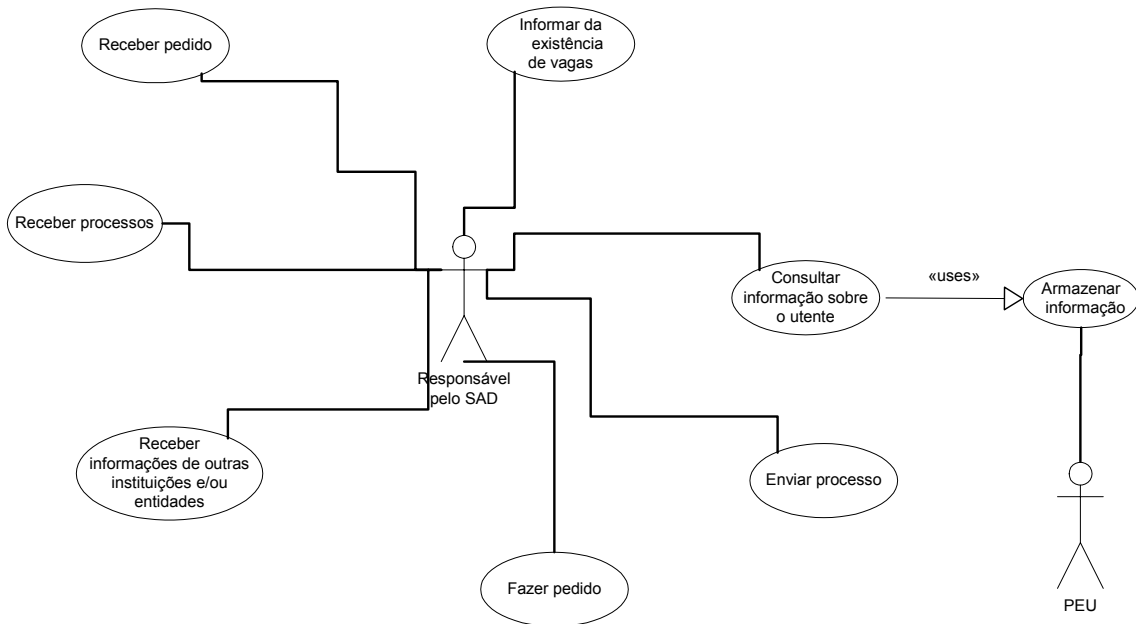 Receber pedido
Informar da
existência
de vagas
Receber processos
Consultar
informação sobre
o utente
«uses»
Armazenar
informação
Responsável
pelo SAD
Receber
informações de outras
instituições e/ou
entidades
Enviar processo
Fazer pedido
PEU